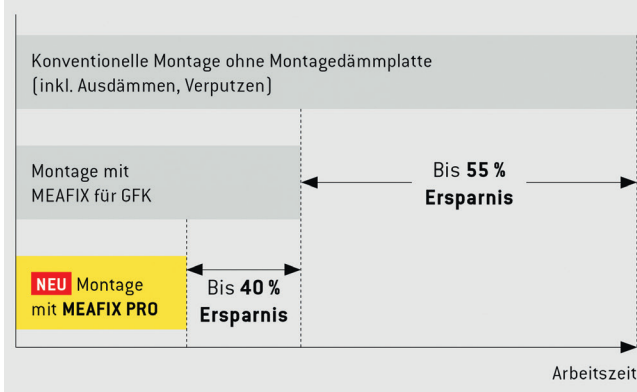 Konventionelle Montage ohne Montagedämmplatte
(inkl. Ausdämmen, Verputzen)
Montage mit
MEAFIX für GFK
Bis 55 %
Ersparnis
NEU Montage
mit MEAFIX PRO
Bis 40 %
Ersparnis
Arbeitszeit